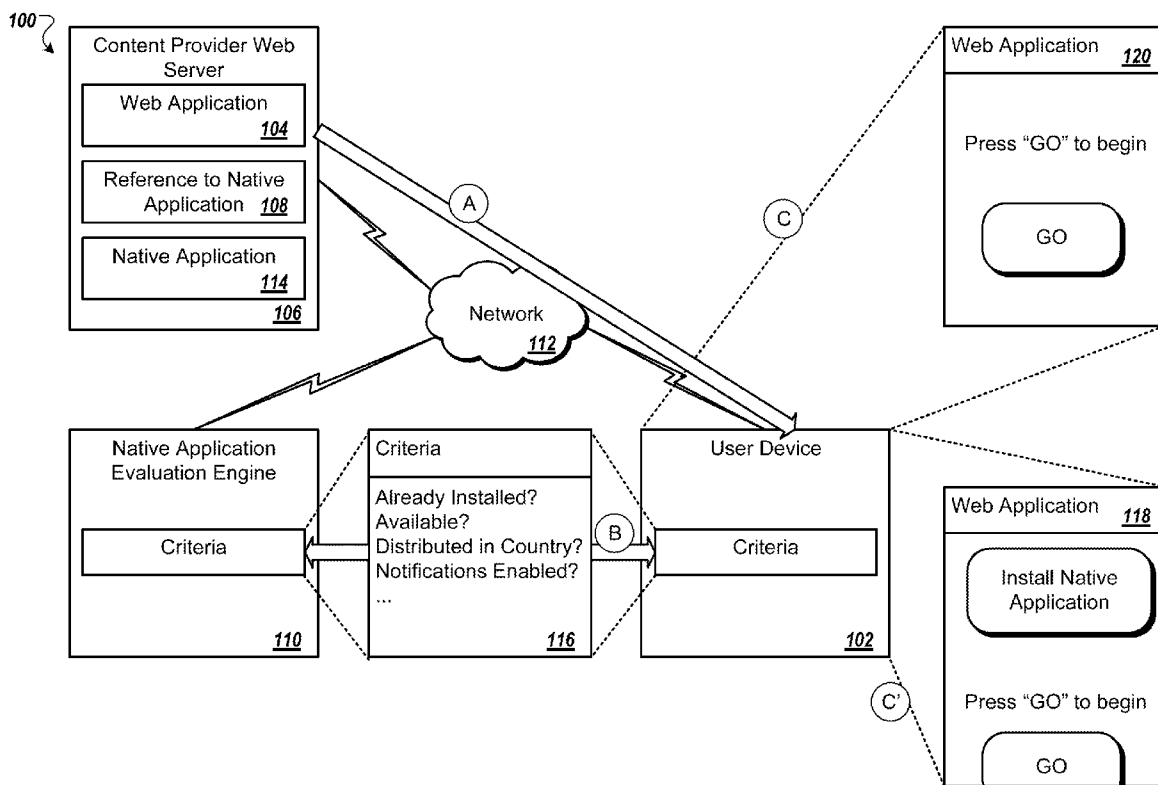 100
Content Provider Web
Server
Web Application
104
Reference to Native
Application 108
Native Application
114
106
A
C
Network
112
Web Application
120
Press “GO” to begin
GO
Native Application
Evaluation Engine
Criteria
110
Criteria
Already Installed?
Available?
Distributed in Country?
Notifications Enabled?
...
116
B
User Device
Criteria
102
C'
Web Application
118
Install Native
Application
Press “GO” to begin
GO